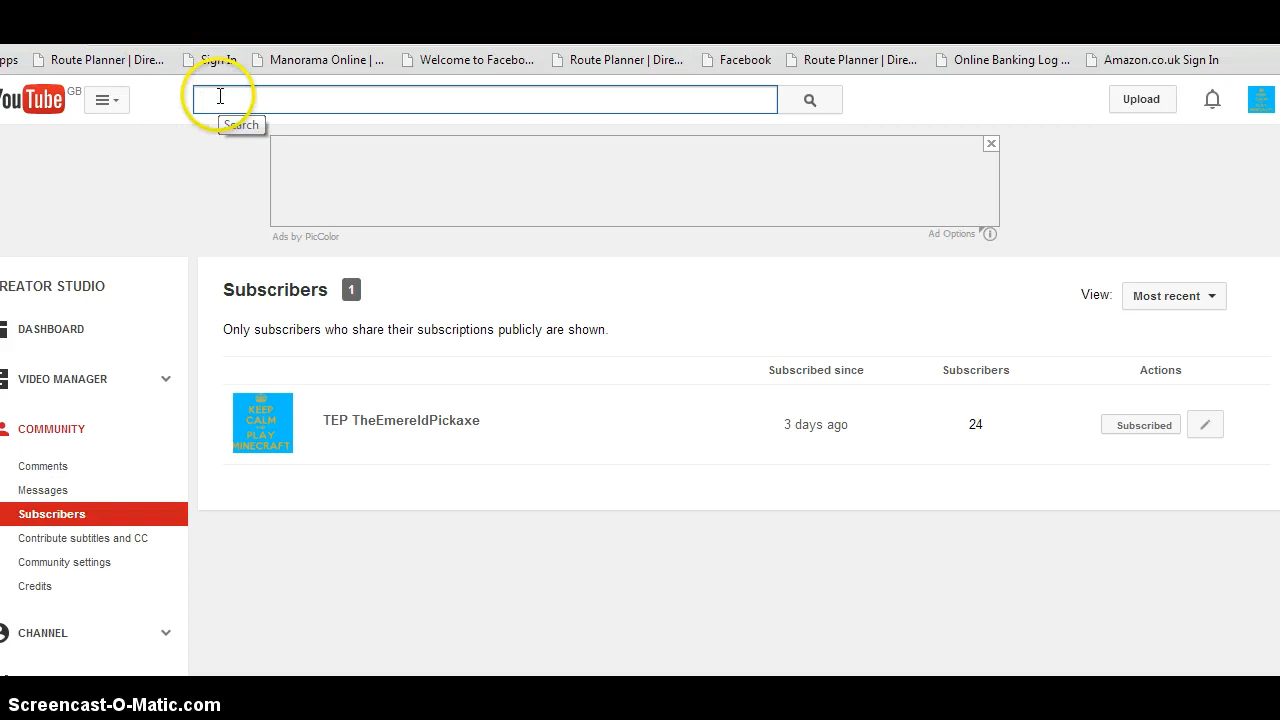 pps Route Planner | Dire... Sign In Manorama Online | ... Welcome to Facebo... Route Planner | Dire... Facebook Route Planner | Dire... Online Banking Log ... Amazon.co.uk Sign In
YouTube GB Upload
Search
Ads by PicColor Ad Options
REATOR STUDIO
Subscribers 1 View: Most recent
DASHBOARD
Only subscribers who share their subscriptions publicly are shown.
Subscribed since Subscribers Actions
VIDEO MANAGER
KEEP
CALM
PLAY
MINECRAFT
TEP TheEmereldPickaxe 3 days ago 24 Subscribed
COMMUNITY
Comments
Messages
Subscribers
Contribute subtitles and CC
Community settings
Credits
CHANNEL
Screencast-O-Matic.com